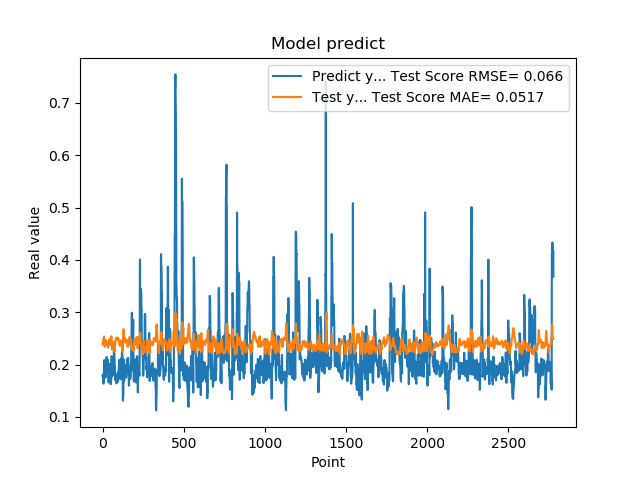 Model predict
Predict y... Test Score RMSE= 0.066
Test y... Test Score MAE= 0.0517
0.7
0.6
0.5
0.4
0.3
0.2
0.1
Real value
0 500 1000 1500 2000 2500
Point